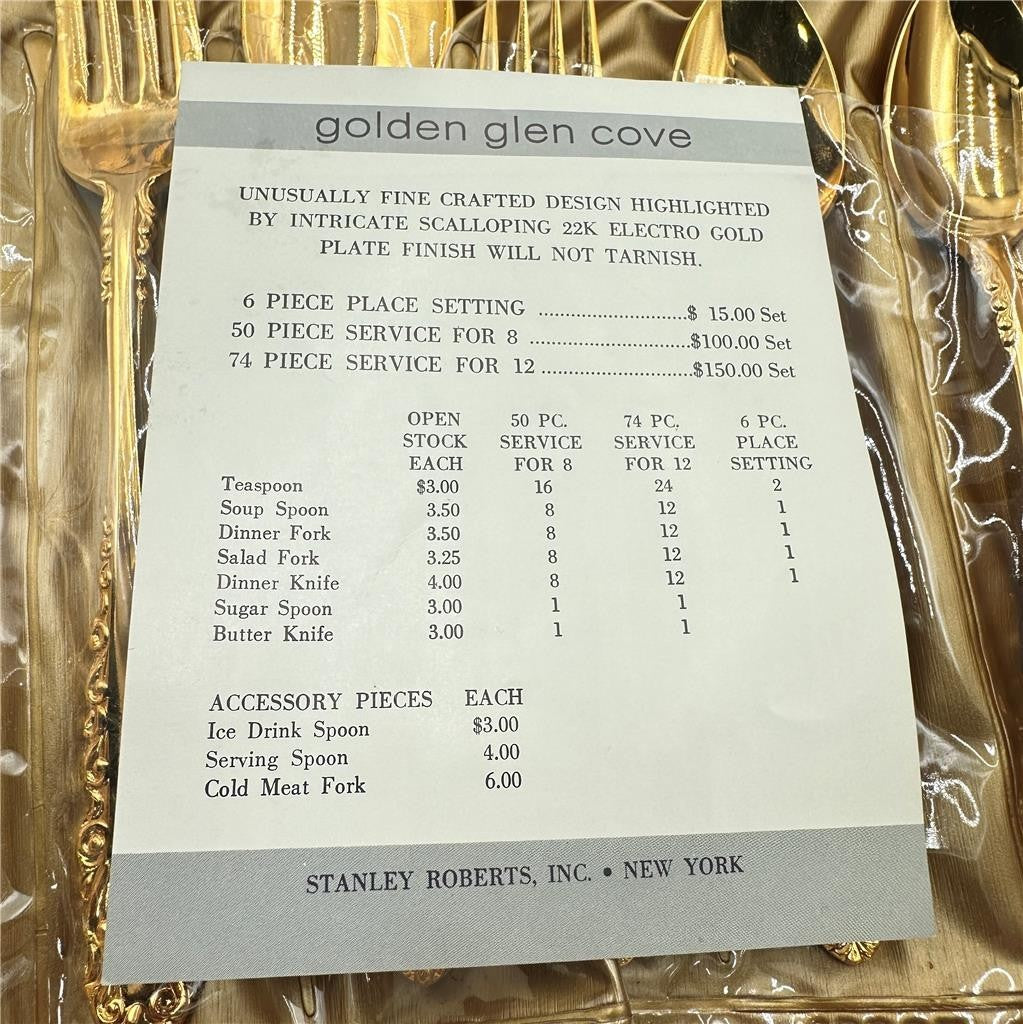 golden glen cove
UNUSUALLY FINE CRAFTED DESIGN HIGHLIGHTED
BY INTRICATE SCALLOPING 22K ELECTRO GOLD
PLATE FINISH WILL NOT TARNISH.
6 PIECE PLACE SETTING ...........................$ 15.00 Set
50 PIECE SERVICE FOR 8 .............................$100.00 Set
74 PIECE SERVICE FOR 12 ............................$150.00 Set
OPEN 50 PC. 74 PC. 6 PC.
STOCK SERVICE SERVICE PLACE
EACH FOR 8 FOR 12 SETTING
Teaspoon $3.00 16 24 2
Soup Spoon 3.50 8 12 1
Dinner Fork 3.50 8 12 1
Salad Fork 3.25 8 12 1
Dinner Knife 4.00 8 12 1
Sugar Spoon 3.00 1 1
Butter Knife 3.00 1 1
ACCESSORY PIECES EACH
Ice Drink Spoon $3.00
Serving Spoon 4.00
Cold Meat Fork 6.00
STANLEY ROBERTS, INC. • NEW YORK